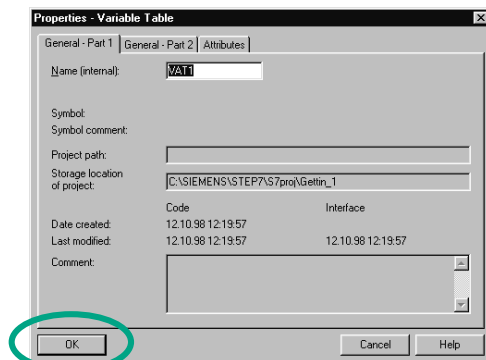 Properties - Variable Table
General - Part 1 General - Part 2 Attributes
Name (internal): VAT1
Symbol:
Symbol comment:
Project path:
Storage location
of project: C:\SIEMENS\STEP7\S7proj\Gettin_1
Code Interface
Date created: 12.10.98 12:19:57
Last modified: 12.10.98 12:19:57 12.10.98 12:19:57
Comment:
OK Cancel Help